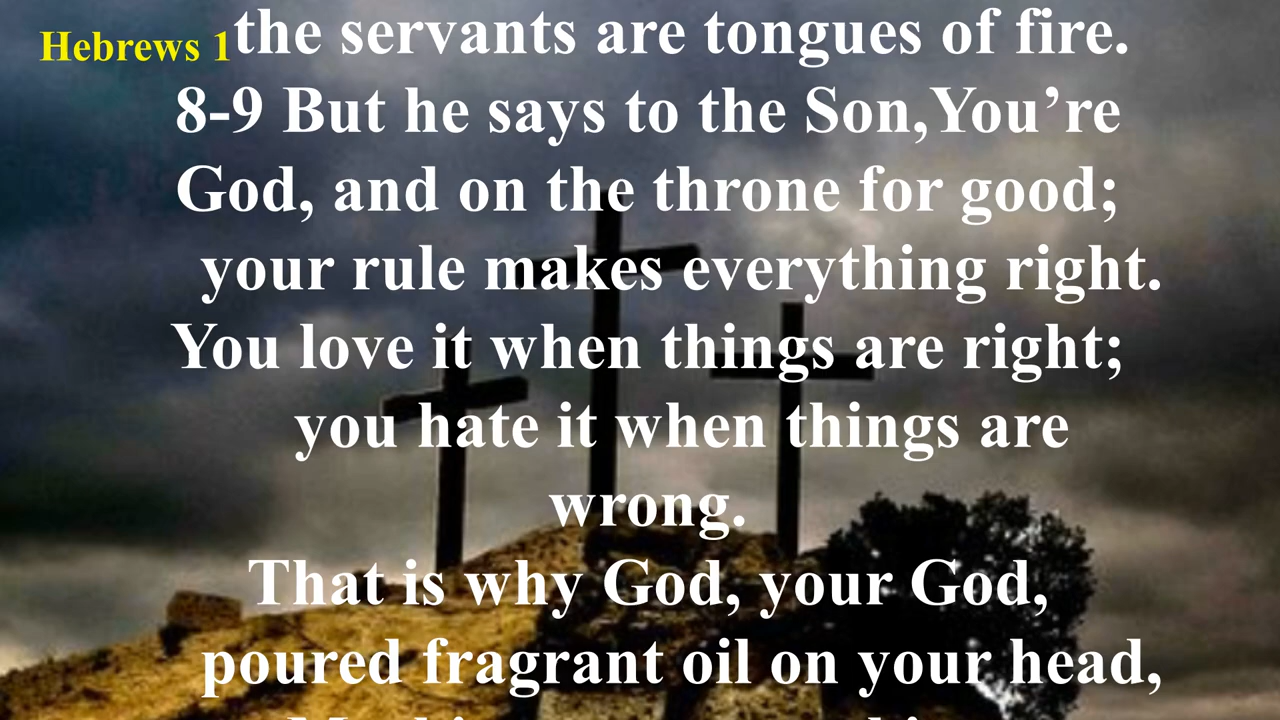 Hebrews 1
the servants are tongues of fire.
8-9 But he says to the Son,You’re
God, and on the throne for good;
your rule makes everything right.
You love it when things are right;
you hate it when things are
wrong.
That is why God, your God,
poured fragrant oil on your head,